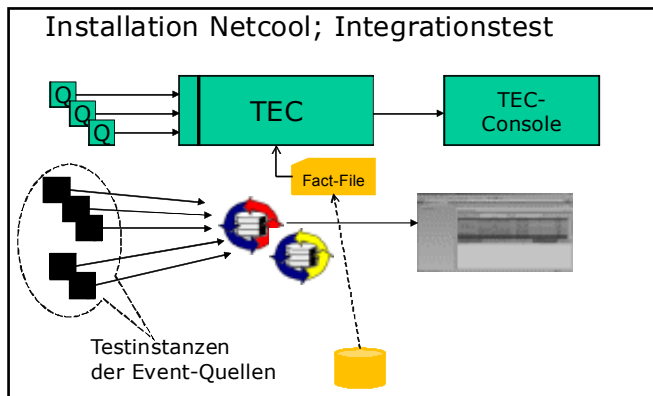 Installation Netcool; Integrationstest
Q
Q
Q
TEC
TEC-
Console
Fact-File
Testinstanzen
der Event-Quellen